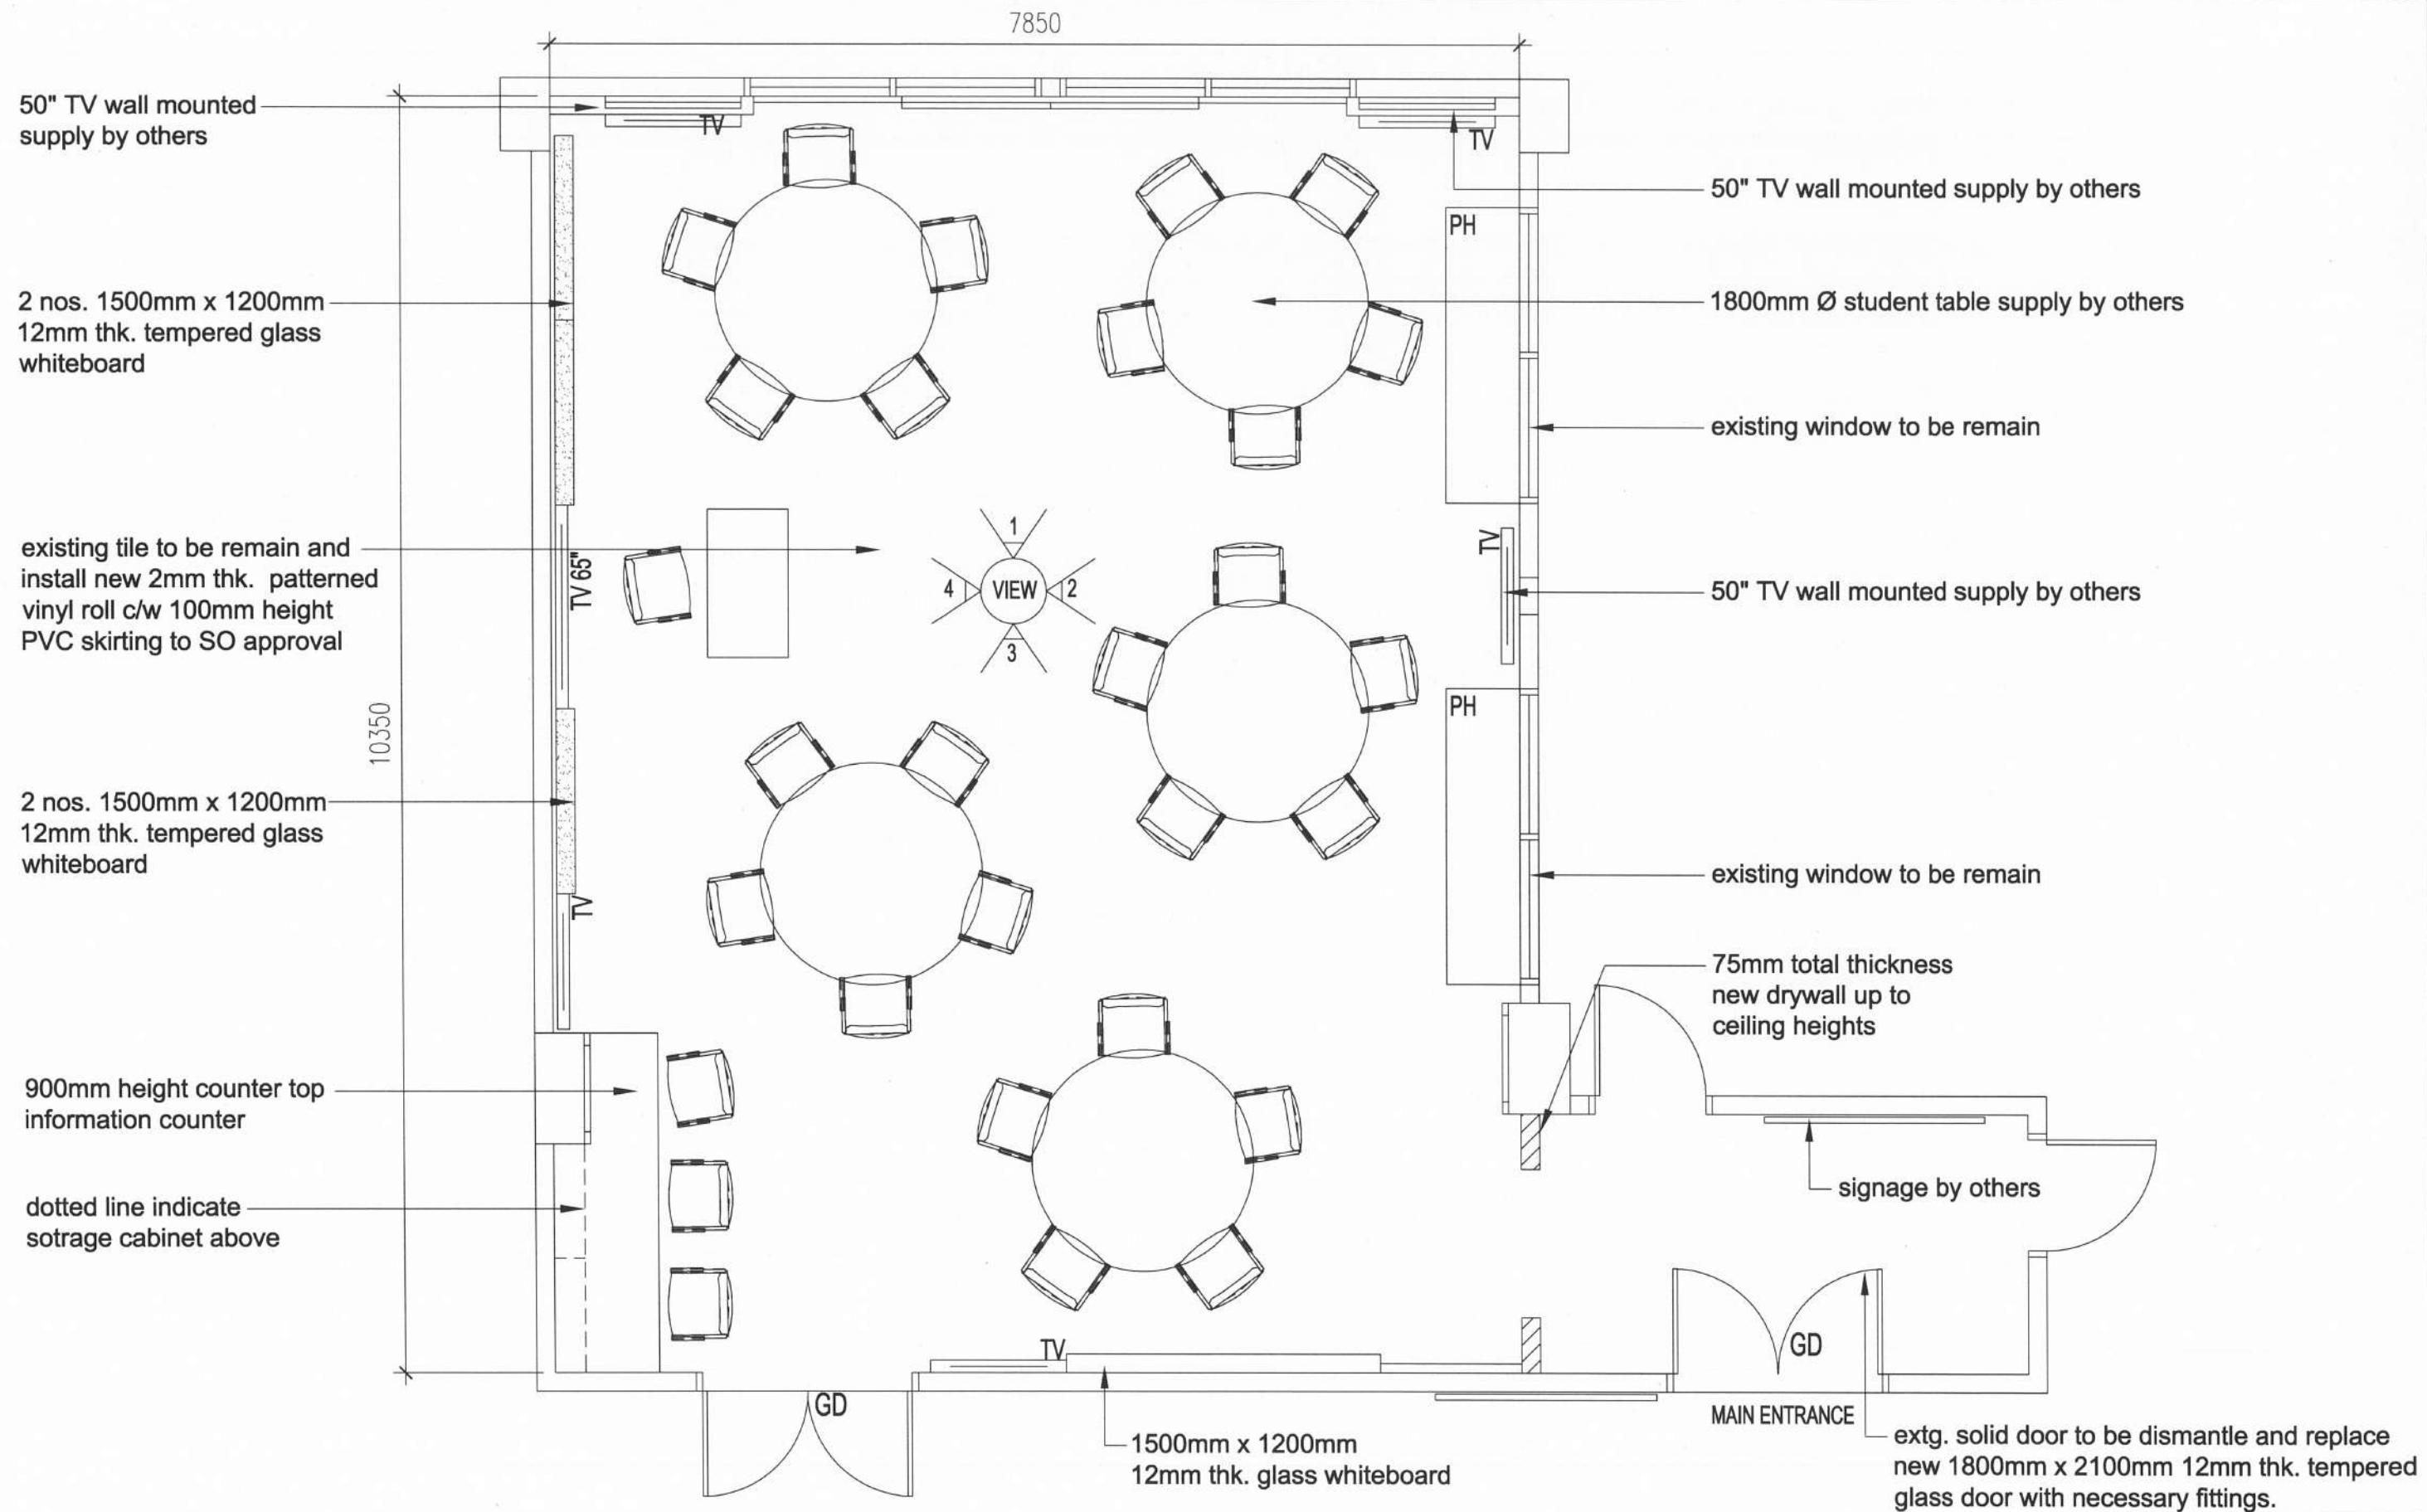 7850
50" TV wall mounted
supply by others
TV
TV
50" TV wall mounted supply by others
PH
2 nos. 1500mm x 1200mm
12mm thk. tempered glass
whiteboard
1800mm Ø student table supply by others
existing window to be remain
existing tile to be remain and
install new 2mm thk. patterned
vinyl roll c/w 100mm height
PVC skirting to SO approval
TV 65"
1
4
VIEW
2
3
TV
50" TV wall mounted supply by others
10350
PH
2 nos. 1500mm x 1200mm
12mm thk. tempered glass
whiteboard
TV
existing window to be remain
75mm total thickness
new drywall up to
ceiling heights
900mm height counter top
information counter
signage by others
dotted line indicate
sotrage cabinet above
TV
GD
GD
MAIN ENTRANCE
1500mm x 1200mm
12mm thk. glass whiteboard
extg. solid door to be dismantle and replace
new 1800mm x 2100mm 12mm thk. tempered
glass door with necessary fittings.